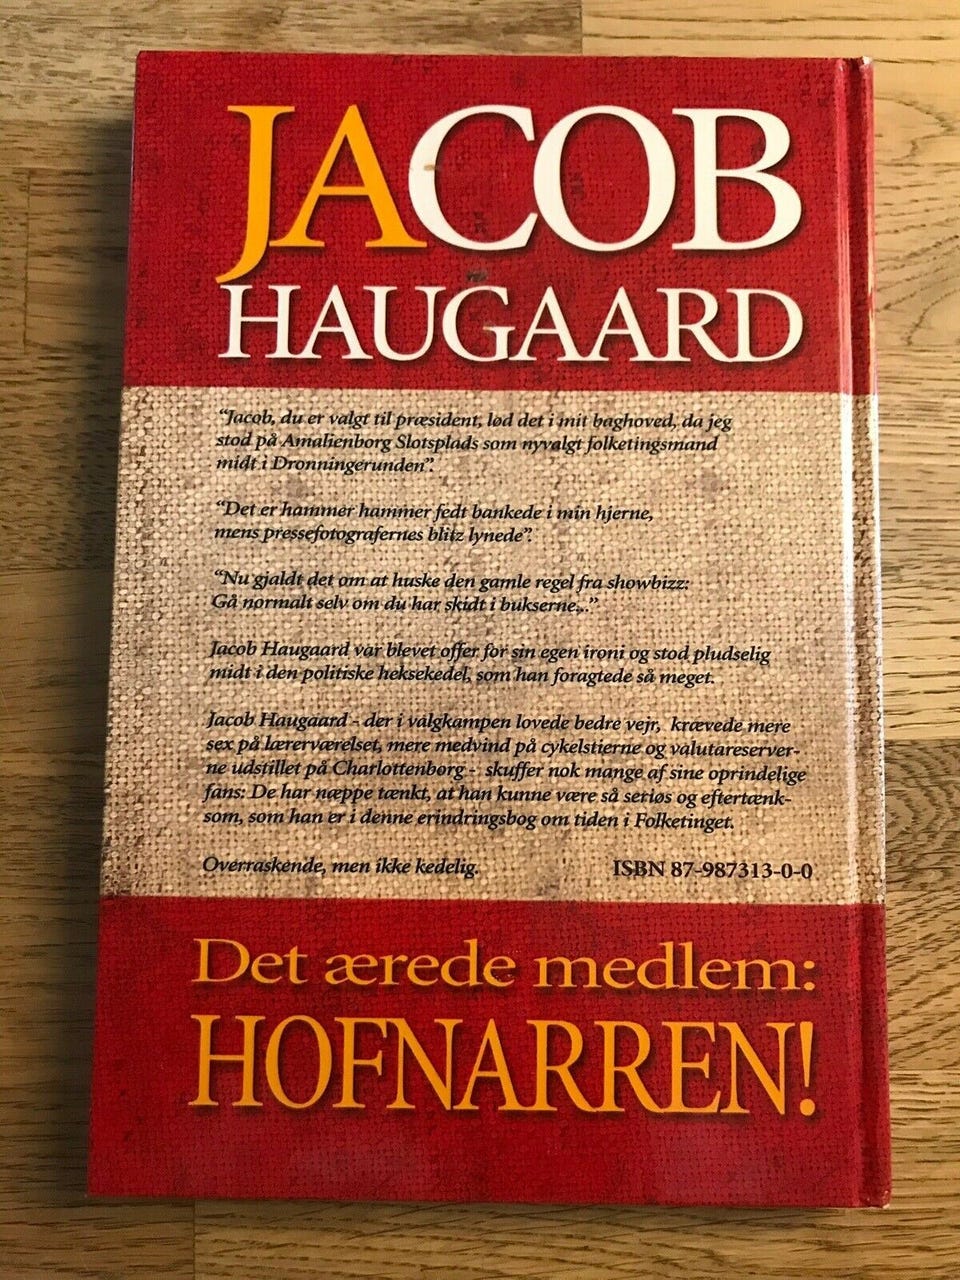 JACOB
HAUGAARD
"Jacob, du er valgt til præsident, lød det i mit baghoved, da jeg
stod på Amalienborg Slotsplads som nyvalgt folketingsmand
midt i Dronningerunden".
"Det er hammer hammer fedt bankede i min hjerne,
mens pressefotografernes blitz lynede".
"Nu gjaldt det om at huske den gamle regel fra showbizz:
Gå normalt selv om du har skidt i bukserne..."
Jacob Haugaard var blevet offer for sin egen ironi og stod pludselig
midt i den politiske heksekedel, som han foragtede så meget.
Jacob Haugaard - der i valgkampen lovede bedre vejr, krævede mere
sex på lærerværelset, mere medvind på cykelstierne og valutareserver-
ne udstillet på Charlottenborg - skuffer nok mange af sine oprindelige
fans: De har næppe tænkt, at han kunne være så seriøs og eftertænk-
som, som han er i denne erindringsbog om tiden i Folketinget.
Overraskende, men ikke kedelig. ISBN 87-987313-0-0
Det ærede medlem:
HOFNARREN!